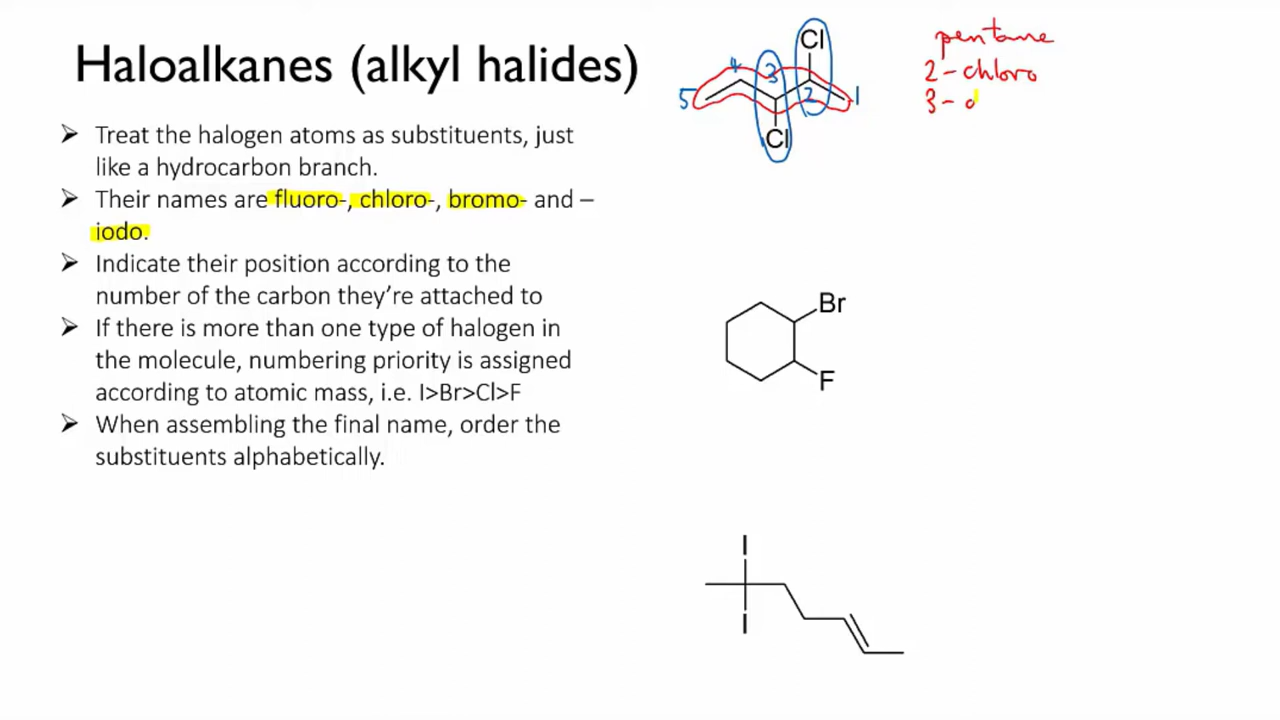 Haloalkanes (alkyl halides)
➢ Treat the halogen atoms as substituents, just
like a hydrocarbon branch.
➢ Their names are fluoro-, chloro-, bromo- and –
iodo.
➢ Indicate their position according to the
number of the carbon they’re attached to
➢ If there is more than one type of halogen in
the molecule, numbering priority is assigned
according to atomic mass, i.e. I>Br>Cl>F
➢ When assembling the final name, order the
substituents alphabetically.
Cl
5 4 3 2 1
Cl
pentane
2-chloro
3-c
Br
F
I
I